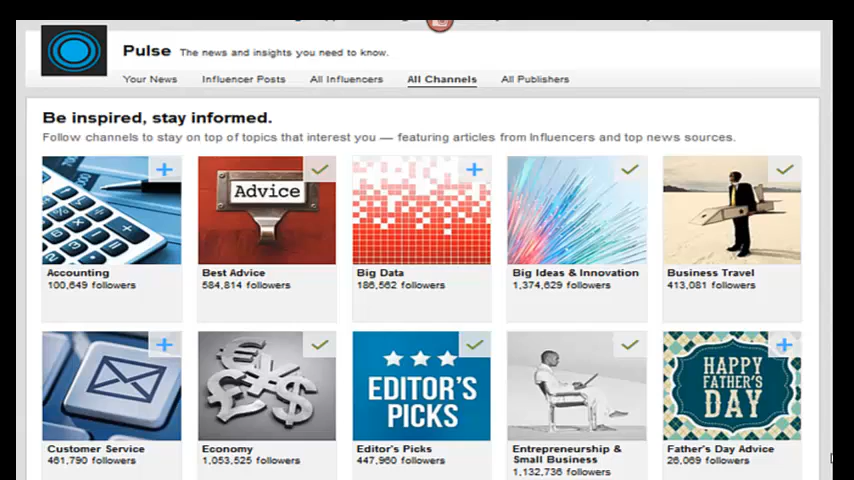 Pulse The news and insights you need to know.
Your News Influencer Posts All Influencers All Channels All Publishers
Be inspired, stay informed.
Follow channels to stay on top of topics that interest you — featuring articles from Influencers and top news sources.
Advice
Accounting Best Advice Big Data Big Ideas & Innovation Business Travel
100,649 followers 584,814 followers 186,562 followers 1,374,629 followers 413,081 followers
EDITOR'S
PICKS
HAPPY
FATHER'S
DAY
Customer Service Economy Editor's Picks Entrepreneurship & Father's Day Advice
Small Business
461,790 followers 1,053,525 followers 447,960 followers 26,069 followers
1,132,736 followers